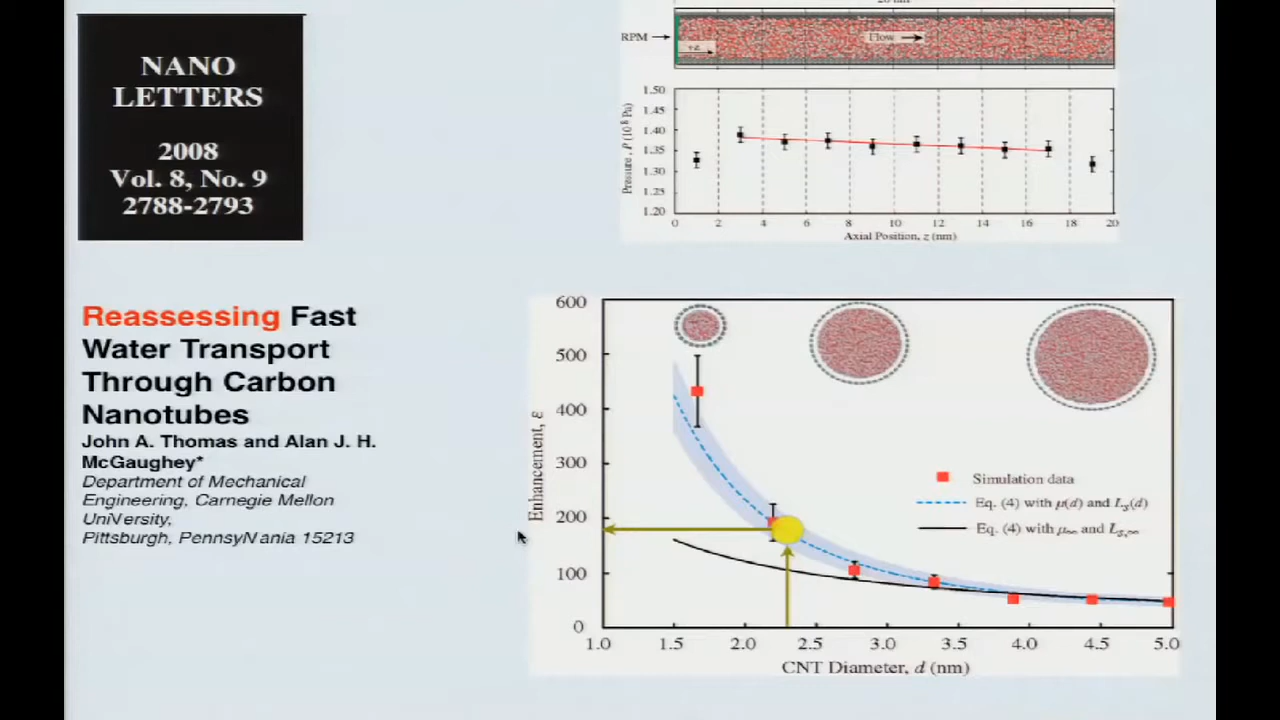 NANO
LETTERS
2008
Vol. 8, No. 9
2788-2793
RPM
Flow
+z
Pressure, P (10⁸ Pa)
1.50
1.40
1.35
1.30
1.25
1.20
0 2 4 6 8 10 12 14 16 18 20
Axial Position, z (nm)
Reassessing Fast
Water Transport
Through Carbon
Nanotubes
John A. Thomas and Alan J. H.
McGaughey*
Department of Mechanical
Engineering, Carnegie Mellon
UniVersity,
Pittsburgh, PennsyNania 15213
Enhancement, ε
600
500
400
300
200
100
0
Simulation data
Eq. (4) with μ(d) and Ls(d)
Eq. (4) with μ∞ and Ls,∞
1.0 1.5 2.0 2.5 3.0 3.5 4.0 4.5 5.0
CNT Diameter, d (nm)